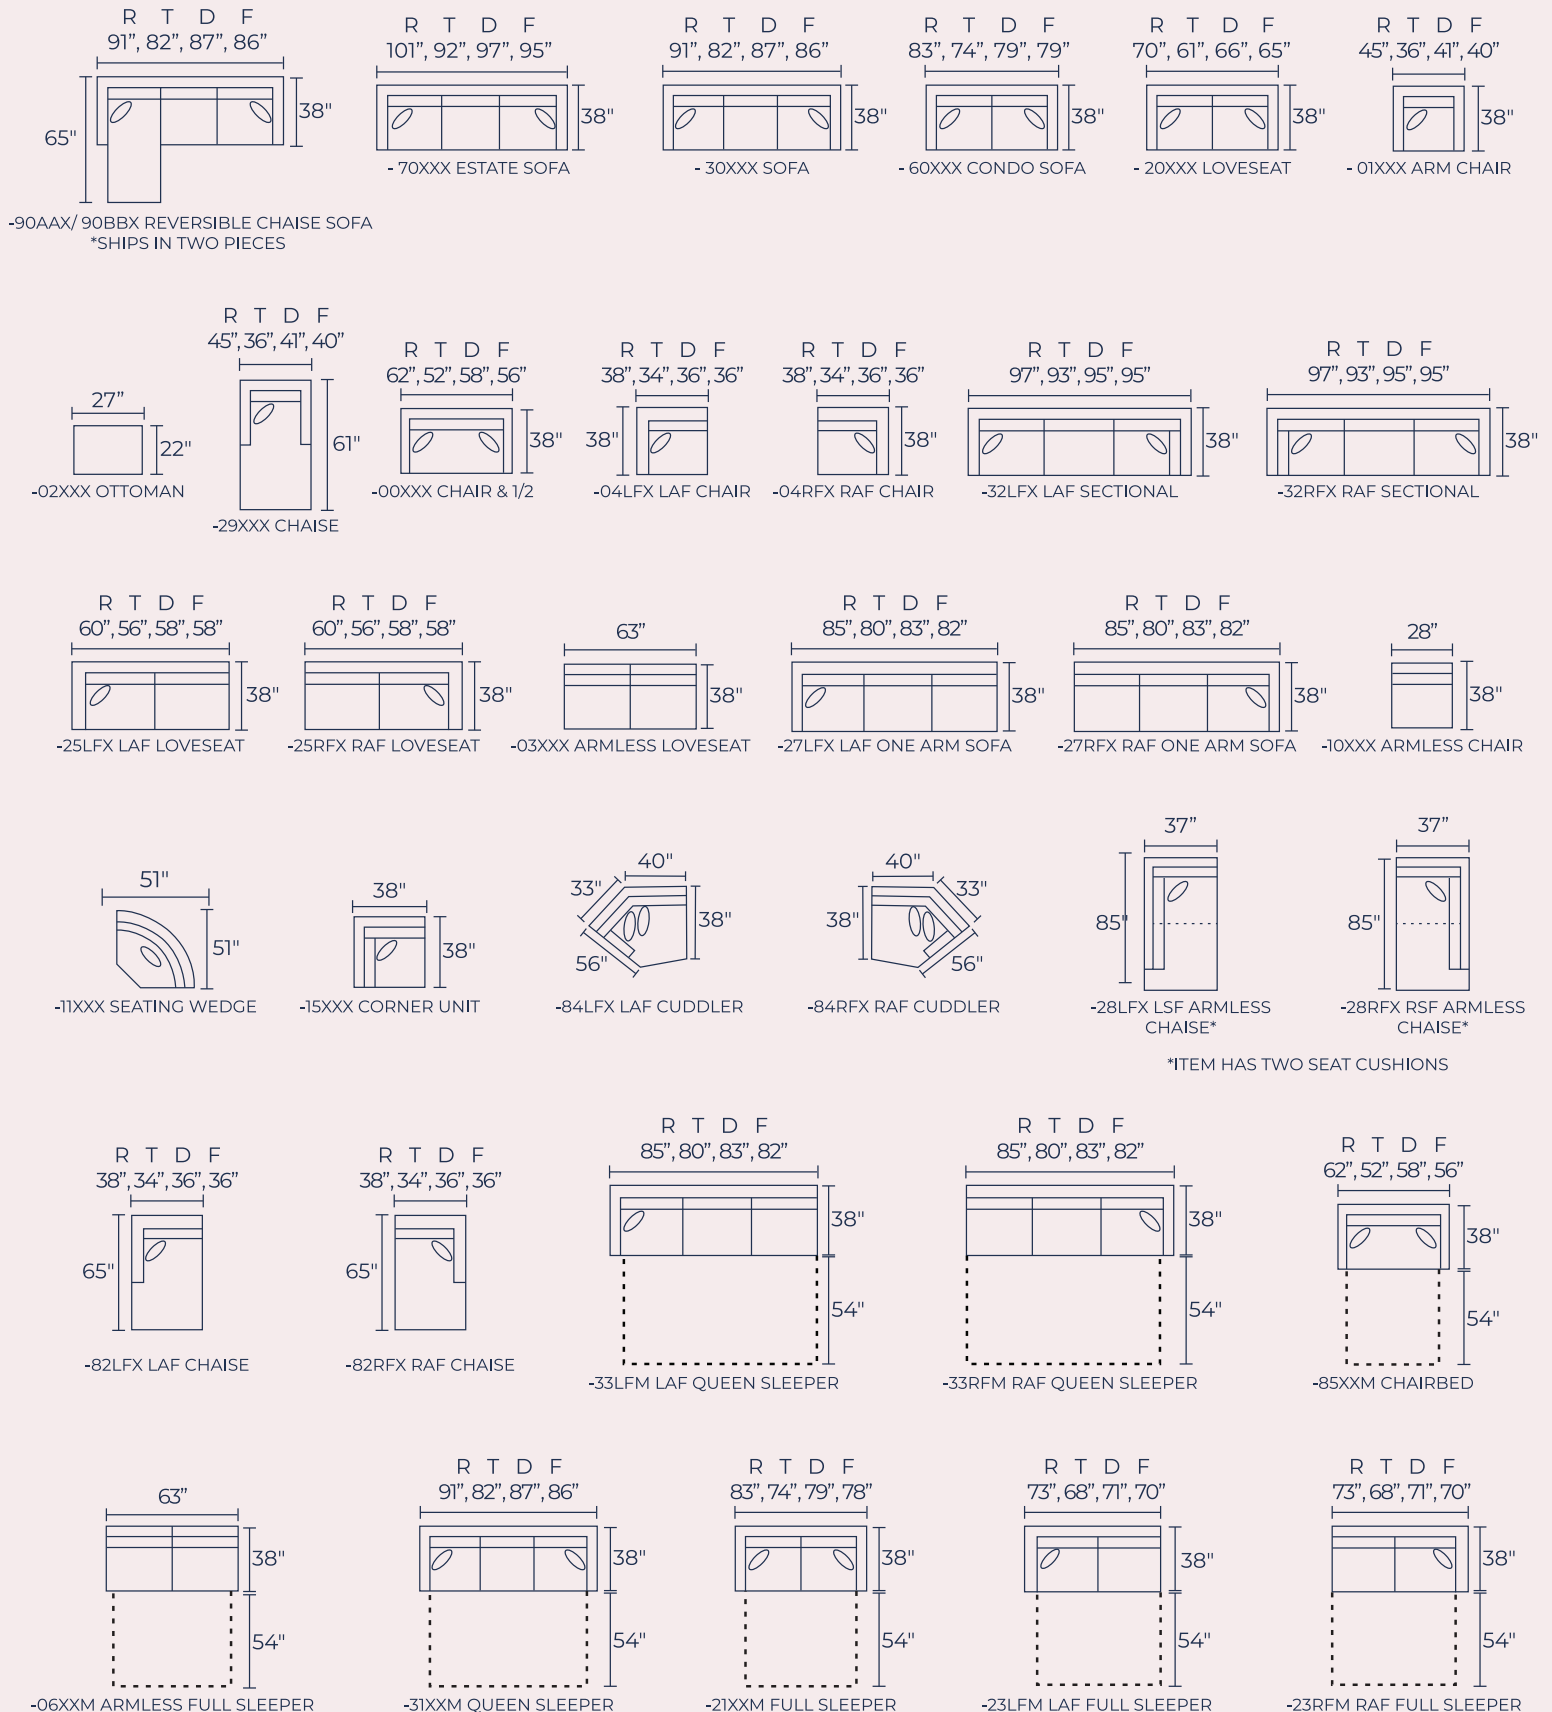 R T D F
91”, 82”, 87”, 86”
38"
65"
-90AAX/ 90BBX REVERSIBLE CHAISE SOFA
*SHIPS IN TWO PIECES
R T D F
101”, 92”, 97”, 95”
38"
- 70XXX ESTATE SOFA
R T D F
91”, 82”, 87”, 86”
38"
- 30XXX SOFA
R T D F
83”, 74”, 79”, 79”
38"
- 60XXX CONDO SOFA
R T D F
70”, 61”, 66”, 65”
38"
- 20XXX LOVESEAT
R T D F
45”, 36”, 41”, 40”
38"
- 01XXX ARM CHAIR
27”
22"
-02XXX OTTOMAN
R T D F
45”, 36”, 41”, 40”
61"
-29XXX CHAISE
R T D F
62”, 52”, 58”, 56”
38"
-00XXX CHAIR & 1/2
R T D F
38”, 34”, 36”, 36”
38"
-04LFX LAF CHAIR
R T D F
38”, 34”, 36”, 36”
38"
-04RFX RAF CHAIR
R T D F
97”, 93”, 95”, 95”
38"
-32LFX LAF SECTIONAL
R T D F
97”, 93”, 95”, 95”
38"
-32RFX RAF SECTIONAL
R T D F
60”, 56”, 58”, 58”
38"
-25LFX LAF LOVESEAT
R T D F
60”, 56”, 58”, 58”
38"
-25RFX RAF LOVESEAT
63”
38"
-03XXX ARMLESS LOVESEAT
R T D F
85”, 80”, 83”, 82”
38"
-27LFX LAF ONE ARM SOFA
R T D F
85”, 80”, 83”, 82”
38"
-27RFX RAF ONE ARM SOFA
28”
38"
-10XXX ARMLESS CHAIR
51"
51"
-11XXX SEATING WEDGE
38"
38"
-15XXX CORNER UNIT
40"
33"
38"
56"
-84LFX LAF CUDDLER
40"
33"
38"
56"
-84RFX RAF CUDDLER
37”
85"
-28LFX LSF ARMLESS
CHAISE*
37”
85"
-28RFX RSF ARMLESS
CHAISE*
*ITEM HAS TWO SEAT CUSHIONS
R T D F
38”, 34”, 36”, 36”
65"
-82LFX LAF CHAISE
R T D F
38”, 34”, 36”, 36”
65"
-82RFX RAF CHAISE
R T D F
85”, 80”, 83”, 82”
38"
54"
-33LFM LAF QUEEN SLEEPER
R T D F
85”, 80”, 83”, 82”
38"
54"
-33RFM RAF QUEEN SLEEPER
R T D F
62”, 52”, 58”, 56”
38"
54"
-85XXM CHAIRBED
63”
38"
54"
-06XXM ARMLESS FULL SLEEPER
R T D F
91”, 82”, 87”, 86”
38"
54"
-31XXM QUEEN SLEEPER
R T D F
83”, 74”, 79”, 78”
38"
54"
-21XXM FULL SLEEPER
R T D F
73”, 68”, 71”, 70”
38"
54"
-23LFM LAF FULL SLEEPER
R T D F
73”, 68”, 71”, 70”
38"
54"
-23RFM RAF FULL SLEEPER